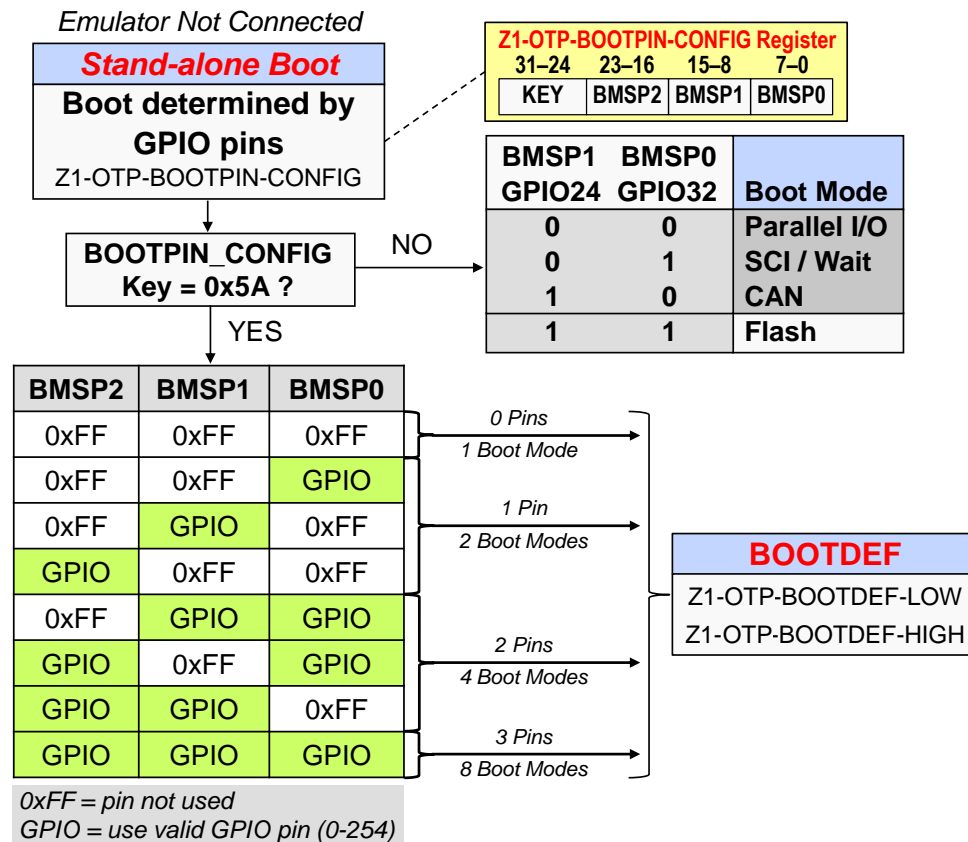 Emulator Not Connected
Stand-alone Boot
Boot determined by
GPIO pins
Z1-OTP-BOOTPIN-CONFIG
Z1-OTP-BOOTPIN-CONFIG Register
31–24 23–16 15–8 7–0
KEY BMSP2 BMSP1 BMSP0
BOOTPIN_CONFIG
Key = 0x5A ?
NO
YES
BMSP1 BMSP0
GPIO24 GPIO32 Boot Mode
0 0 Parallel I/O
0 1 SCI / Wait
1 0 CAN
1 1 Flash
BMSP2 BMSP1 BMSP0
0xFF 0xFF 0xFF
0xFF 0xFF GPIO
0xFF GPIO 0xFF
GPIO 0xFF 0xFF
0xFF GPIO GPIO
GPIO 0xFF GPIO
GPIO GPIO 0xFF
GPIO GPIO GPIO
0 Pins
1 Boot Mode
1 Pin
2 Boot Modes
2 Pins
4 Boot Modes
3 Pins
8 Boot Modes
BOOTDEF
Z1-OTP-BOOTDEF-LOW
Z1-OTP-BOOTDEF-HIGH
0xFF = pin not used
GPIO = use valid GPIO pin (0-254)